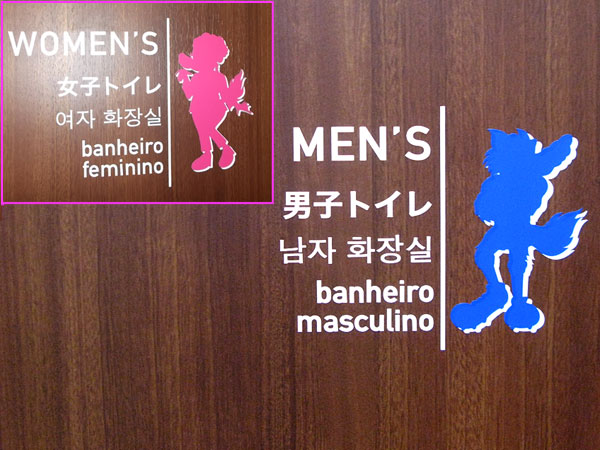 WOMEN'S
女子トイレ
여자 화장실
banheiro
feminino
MEN'S
男子トイレ
남자 화장실
banheiro
masculino